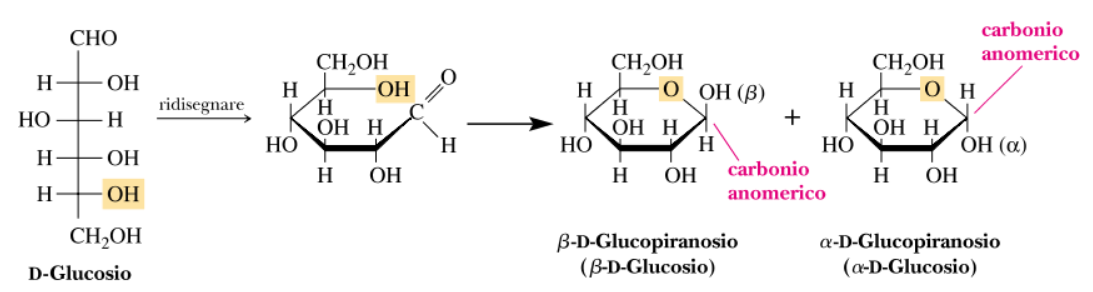 CHO
H OH
HO H
H OH
H OH
CH₂OH
D-Glucosio
ridisegnare
CH₂OH
H OH O
H C
OH H
HO H
H OH
CH₂OH
H O OH (β)
H
OH H
HO H
H OH
carbonio
anomerico
β-D-Glucopiranosio
(β-D-Glucosio)
+
carbonio
anomerico
CH₂OH
H O H
H
OH H
HO OH (α)
H OH
α-D-Glucopiranosio
(α-D-Glucosio)